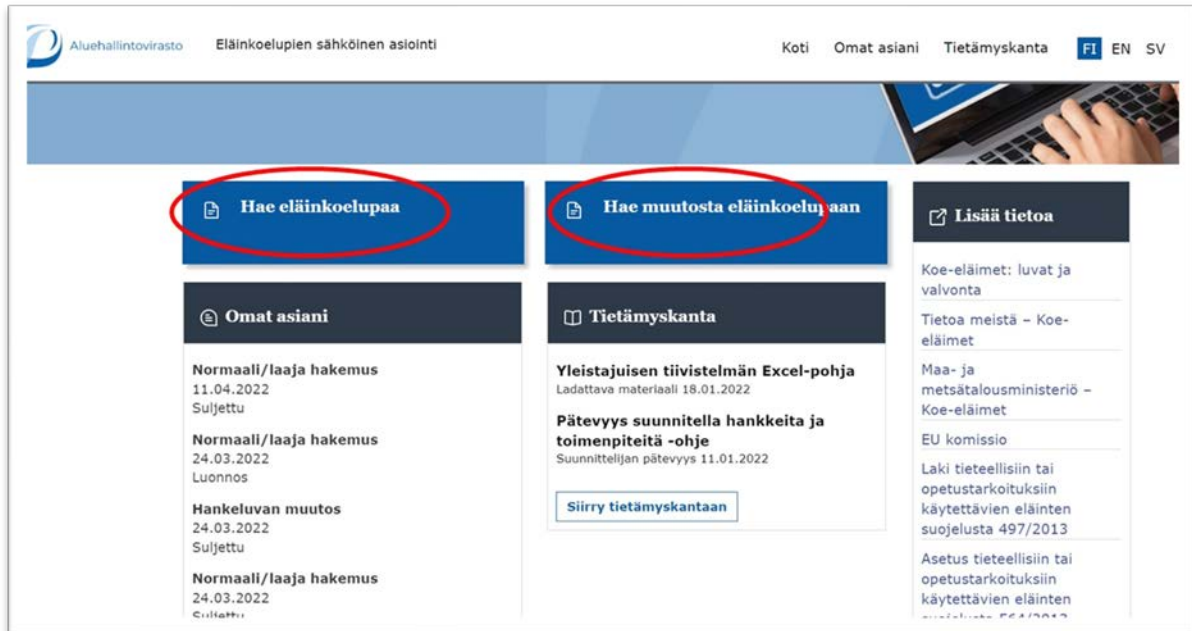 Aluehallintovirasto
Eläinkoelupien sähköinen asiointi
Koti
Omat asiani
Tietämyskanta
FI
EN
SV
Hae eläinkoelupaa
Hae muutosta eläinkoelupaan
Omat asiani
Normaali/laaja hakemus
11.04.2022
Suljettu
Normaali/laaja hakemus
24.03.2022
Luonnos
Hankeluvan muutos
24.03.2022
Suljettu
Normaali/laaja hakemus
24.03.2022
Suljettu
Tietämyskanta
Yleistajuisen tiivistelmän Excel-pohja
Ladattava materiaali 18.01.2022
Pätevyys suunnitella hankkeita ja
toimenpiteitä -ohje
Suunnittelijan pätevyys 11.01.2022
Siirry tietämyskantaan
Lisää tietoa
Koe-eläimet: luvat ja
valvonta
Tietoa meistä – Koe-
eläimet
Maa- ja
metsätalousministeriö –
Koe-eläimet
EU komissio
Laki tieteellisiin tai
opetustarkoituksiin
käytettävien eläinten
suojelusta 497/2013
Asetus tieteellisiin tai
opetustarkoituksiin
käytettävien eläinten
suojelusta 564/2013